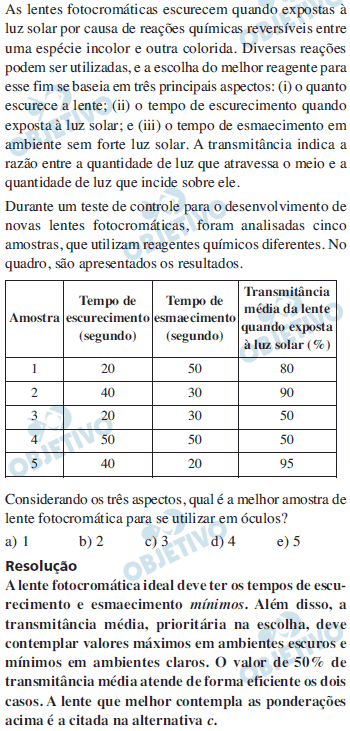 As lentes fotocromáticas escurecem quando expostas à
luz solar por causa de reações químicas reversíveis entre
uma espécie incolor e outra colorida. Diversas reações
podem ser utilizadas, e a escolha do melhor reagente para
esse fim se baseia em três principais aspectos: (i) o quanto
escurece a lente; (ii) o tempo de escurecimento quando
exposta à luz solar; e (iii) o tempo de esmaecimento em
ambiente sem forte luz solar. A transmitância indica a
razão entre a quantidade de luz que atravessa o meio e a
quantidade de luz que incide sobre ele.
Durante um teste de controle para o desenvolvimento de
novas lentes fotocromáticas, foram analisadas cinco
amostras, que utilizam reagentes químicos diferentes. No
quadro, são apresentados os resultados.
Amostra
Tempo de
escurecimento
(segundo)
Tempo de
esmaecimento
(segundo)
Transmitância
média da lente
quando exposta
à luz solar (%)
1 20 50 80
2 40 30 90
3 20 30 50
4 50 50 50
5 40 20 95
Considerando os três aspectos, qual é a melhor amostra de
lente fotocromática para se utilizar em óculos?
a) 1 b) 2 c) 3 d) 4 e) 5
Resolução
A lente fotocromática ideal deve ter os tempos de escu-
recimento e esmaecimento mínimos. Além disso, a
transmitância média, prioritária na escolha, deve
contemplar valores máximos em ambientes escuros e
mínimos em ambientes claros. O valor de 50% de
transmitância média atende de forma eficiente os dois
casos. A lente que melhor contempla as ponderações
acima é a citada na alternativa c.
OBJETIVO
OBJETIVO
OBJETIVO
OBJETIVO
OBJETIVO
OBJETIVO
OBJETIVO